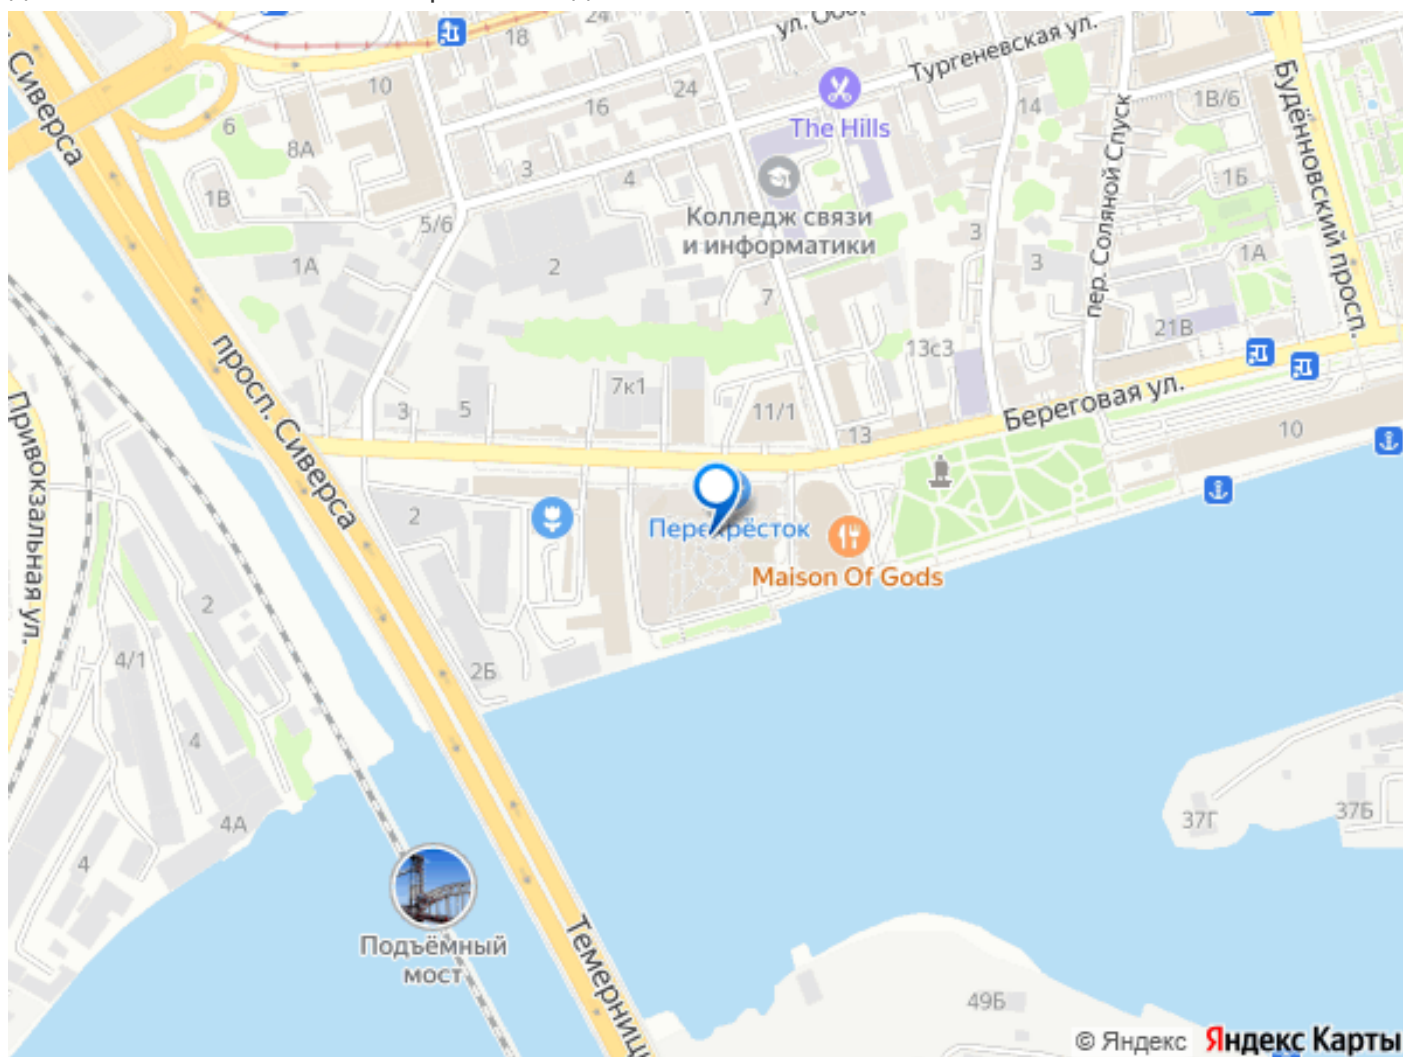 24
18
ул. Обо
Тургеневская ул.
Сиверса
10
16
24
The Hills
14
1В/6
Будённовский просп.
6
8А
3
4
1В
5/6
Колледж связи
и информатики
пер. Соляной Спуск
1Б
3
3
1А
1А
2
7
21В
13с3
просп. Сиверса
Привокзальная ул.
3
5
7к1
11/1
13
Береговая ул.
10
2
Перекрёсток
Maison Of Gods
2
4/1
2Б
4
4А
4
37Г
37Б
Подъёмный
мост
Темерниц
49Б
© Яндекс Яндекс Карты